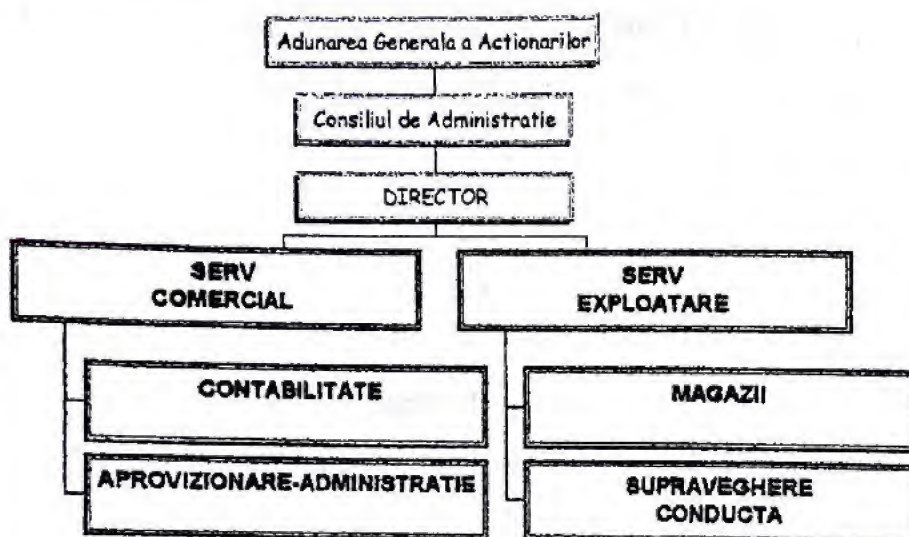 Adunarea Generala a Actionarilor
Consiliul de Administratie
DIRECTOR
SERV
COMERCIAL
SERV
EXPLOATARE
CONTABILITATE
MAGAZII
APROVIZIONARE-ADMINISTRATIE
SUPRAVEGHERE
CONDUCTA